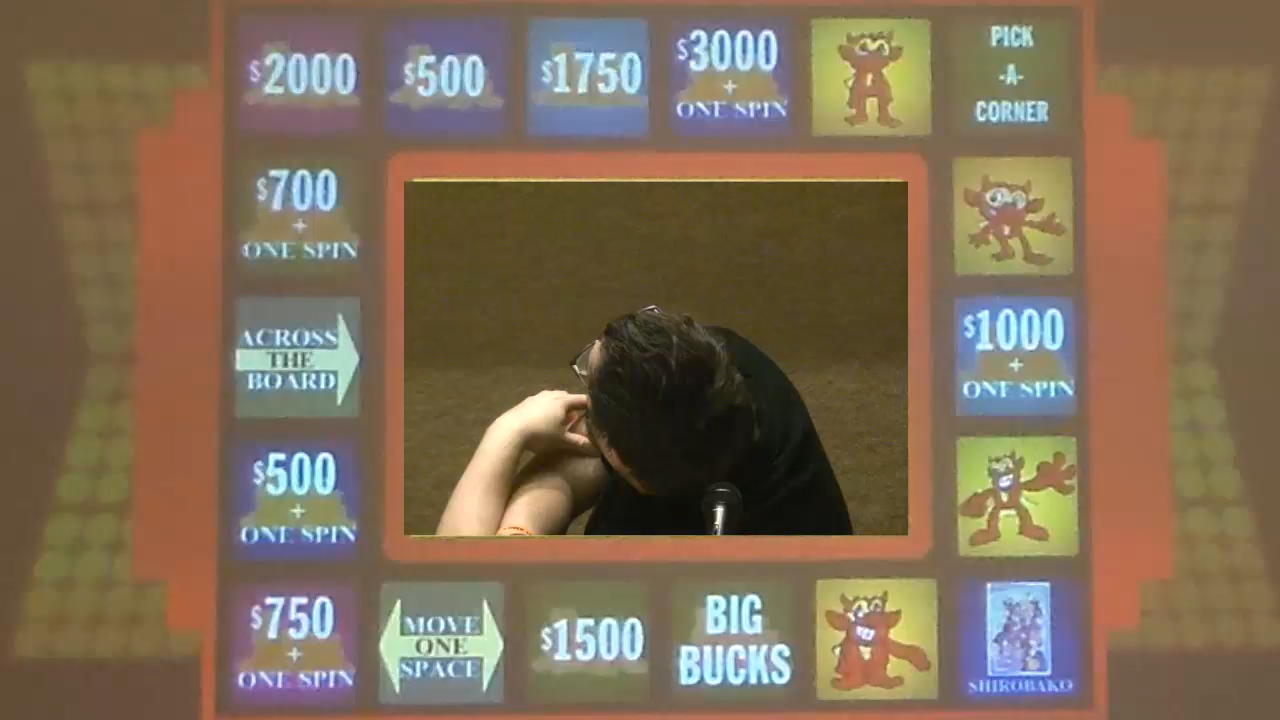 $2000
$500
$1750
$3000
+
ONE SPIN
PICK
-A-
CORNER
$700
+
ONE SPIN
ACROSS
THE
BOARD
$1000
+
ONE SPIN
$500
+
ONE SPIN
$750
+
ONE SPIN
MOVE
ONE
SPACE
$1500
BIG
BUCKS
SHIROBAKO